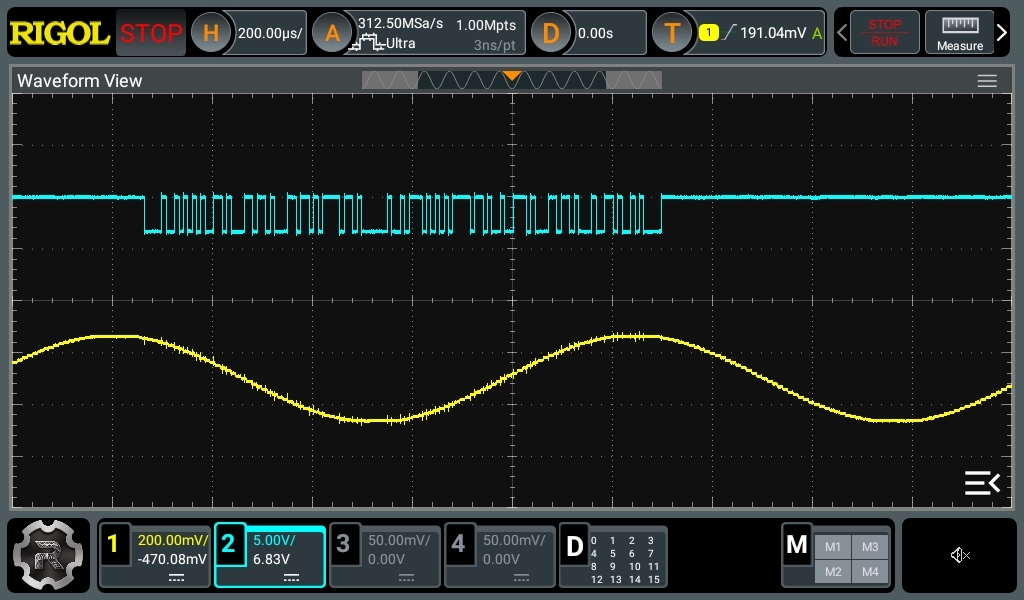 RIGOL STOP H 200.00µs/ A 312.50MSa/s 1.00Mpts D 0.00s T 1 191.04mV A STOP
Ultra 3ns/pt RUN Measure
Waveform View
1 200.00mV/ 2 5.00V/ 3 50.00mV/ 4 50.00mV/ D 0 1 2 3 M M1 M3
-470.08mV 6.83V 0.00V 0.00V 4 5 6 7 M2 M4
8 9 10 11
12 13 14 15
R